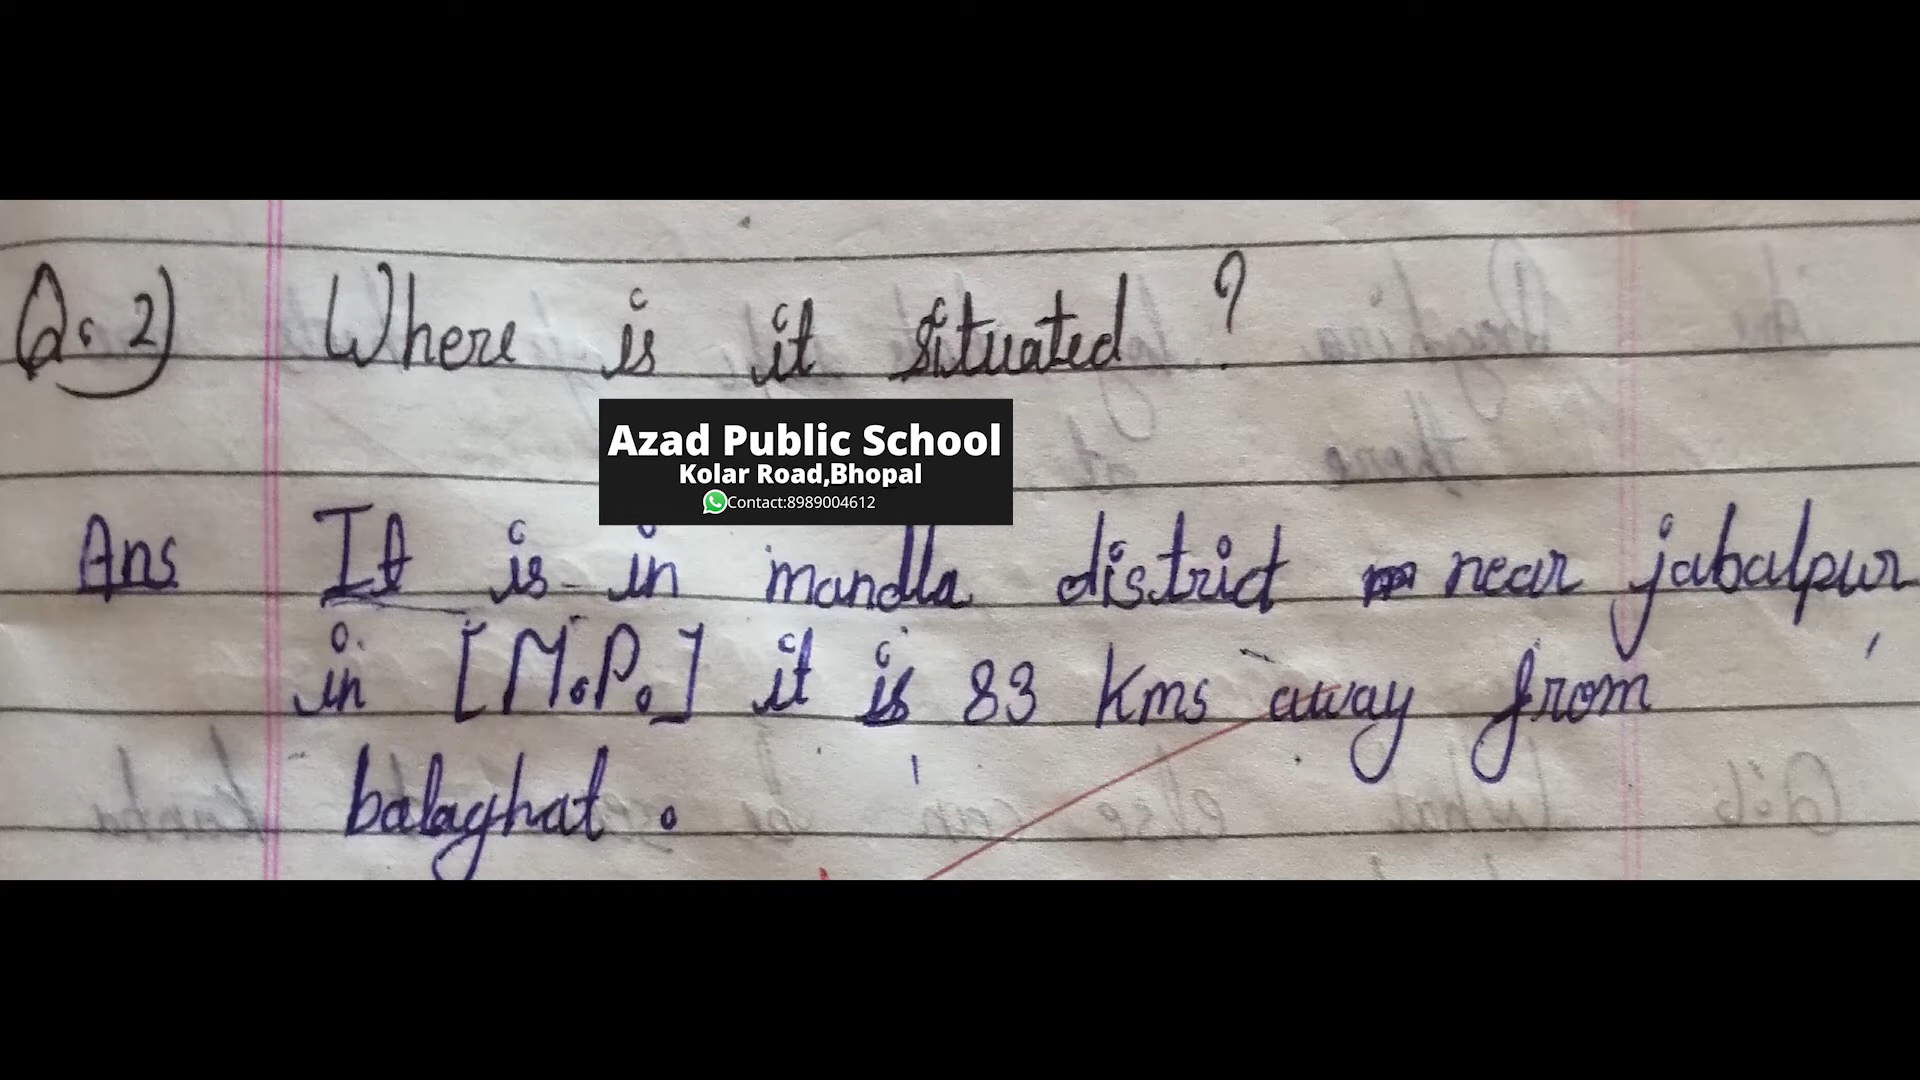 Q: 2) Where is it situated ?
Azad Public School
Kolar Road,Bhopal
Contact:8989004612
Ans It is in mandla district near jabalpur
in [M.P.] it is 83 Kms away from
balaghat.